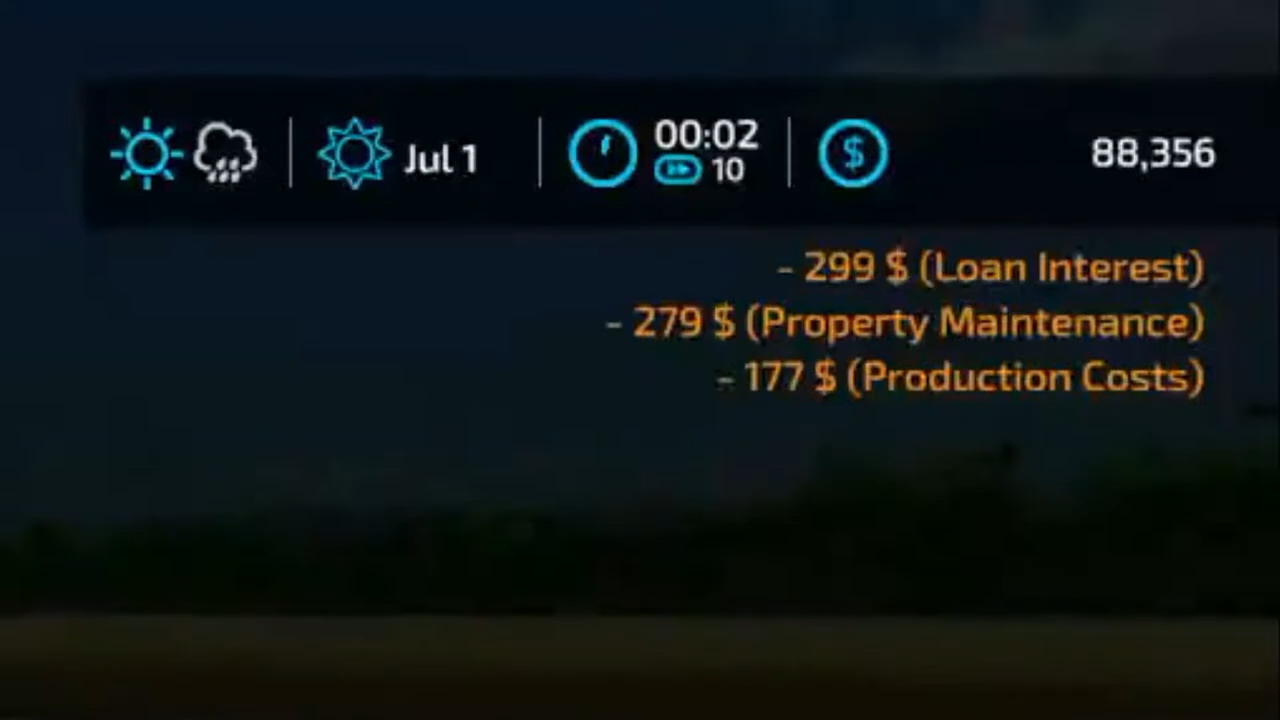 Jul 1
00:02
10
$
88,356
- 299 $ (Loan Interest)
- 279 $ (Property Maintenance)
- 177 $ (Production Costs)